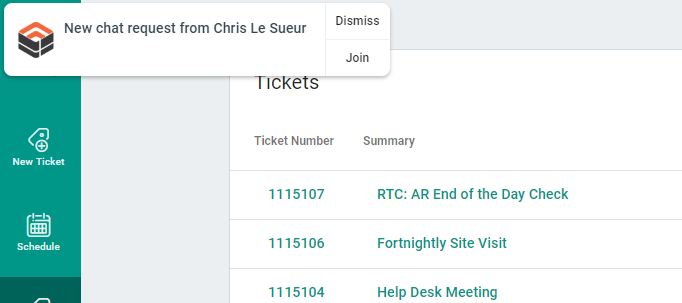 New chat request from Chris Le Sueur
Dismiss
Join
Tickets
Ticket Number Summary
New Ticket
1115107 RTC: AR End of the Day Check
Schedule
1115106 Fortnightly Site Visit
1115104 Help Desk Meeting